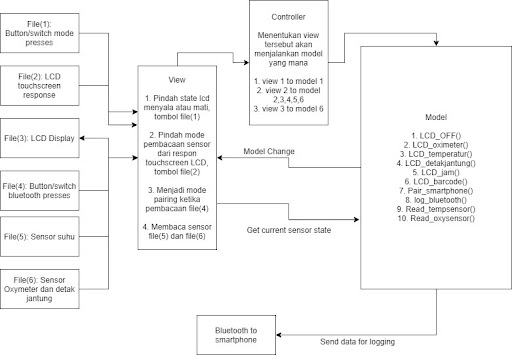 File(1):
Button/switch mode
presses
File(2): LCD
touchscreen
response
File(3): LCD Display
File(4): Button/switch
bluetooth presses
File(5): Sensor suhu
File(6): Sensor
Oxymeter dan detak
jantung
View
1. Pindah state lcd
menyala atau mati,
tombol file(1)
2. Pindah mode
pembacaan sensor
dari respon
touchscreen LCD,
tombol file(2)
3. Menjadi mode
pairing ketika
pembacaan file(4)
4. Membaca sensor
file(5) dan file(6)
Controller
Menentukan view
tersebut akan
menjalankan model
yang mana
1. view 1 to model 1
2. view 2 to model
2,3,4,5,6
3. view 3 to model 6
Model Change
Get current sensor state
Model
1. LCD_OFF()
2. LCD_oximeter()
3. LCD_temperatur()
4. LCD_detakjantung()
5. LCD_jam()
6. LCD_barcode()
7. Pair_smartphone()
8. log_bluetooth()
9. Read_tempsensor()
10. Read_oxysensor()
Bluetooth to
smartphone
Send data for logging